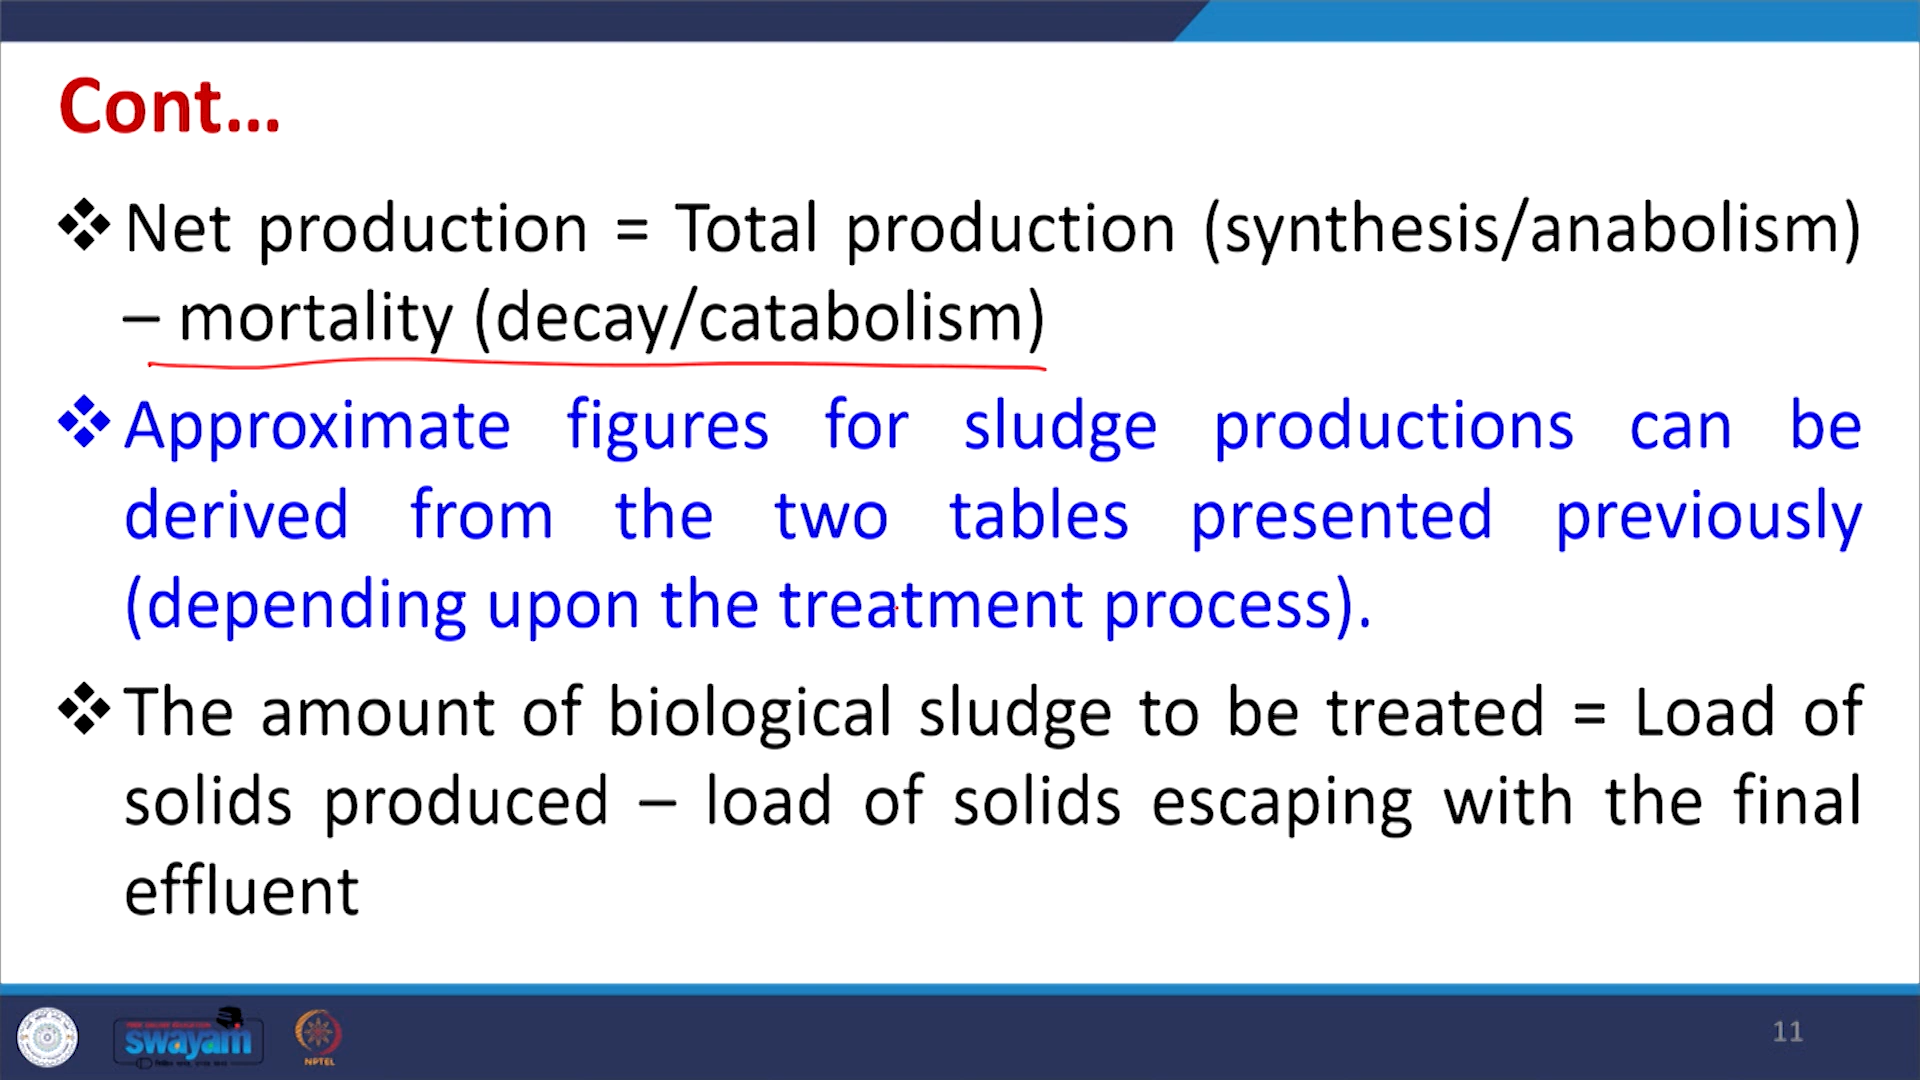 Cont...
Net production = Total production (synthesis/anabolism)
– mortality (decay/catabolism)
Approximate figures for sludge productions can be
derived from the two tables presented previously
(depending upon the treatment process).
The amount of biological sludge to be treated = Load of
solids produced – load of solids escaping with the final
effluent
swayam
NPTEL
11